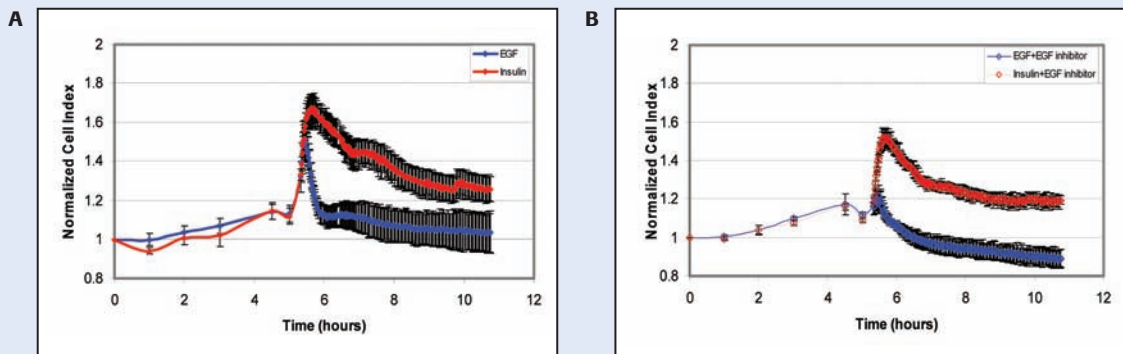 A
2
1.8
1.6
1.4
1.2
1
0.8
Normalized Cell Index
0 2 4 6 8 10 12
Time (hours)
EGF
Insulin
B
2
1.8
1.6
1.4
1.2
1
0.8
Normalized Cell Index
0 2 4 6 8 10 12
Time (hours)
EGF+EGF inhibitor
Insulin+EGF inhibitor